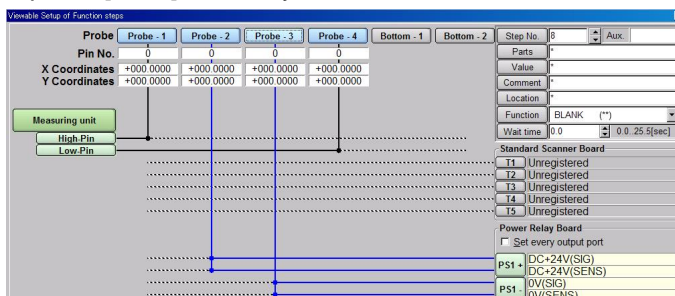 Viewable Setup of Function steps
Probe Probe - 1 Probe - 2 Probe - 3 Probe - 4 Bottom - 1 Bottom - 2
Pin No. 0 0 0 0
X Coordinates +000.0000 +000.0000 +000.0000 +000.0000
Y Coordinates +000.0000 +000.0000 +000.0000 +000.0000
Measuring unit
High-Pin
Low-Pin
Step No. 8 Aux.
Parts *
Value *
Comment *
Location *
Function BLANK (**)
Wait time 0.0 0.0..25.5[sec]
Standard Scanner Board
T1 Unregistered
T2 Unregistered
T3 Unregistered
T4 Unregistered
T5 Unregistered
Power Relay Board
Set every output port
PS1 + DC+24V(SIG)
DC+24V(SENS)
PS1 - 0V(SIG)
0V(SENS)